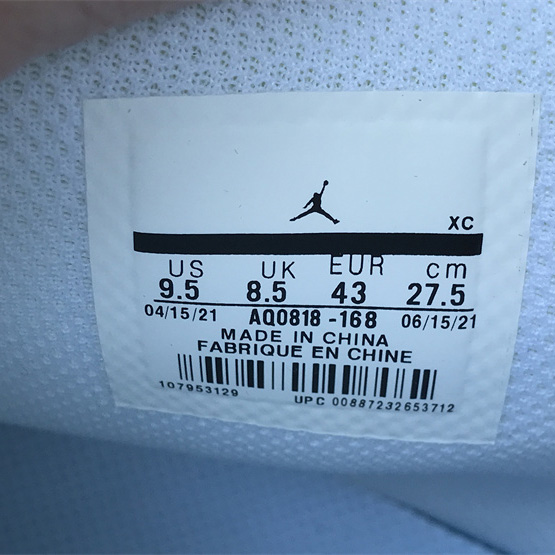 XC
US UK EUR cm
9.5 8.5 43 27.5
04/15/21 AQ0818-168 06/15/21
MADE IN CHINA
FABRIQUE EN CHINE
107953129
UPC 00887232653712